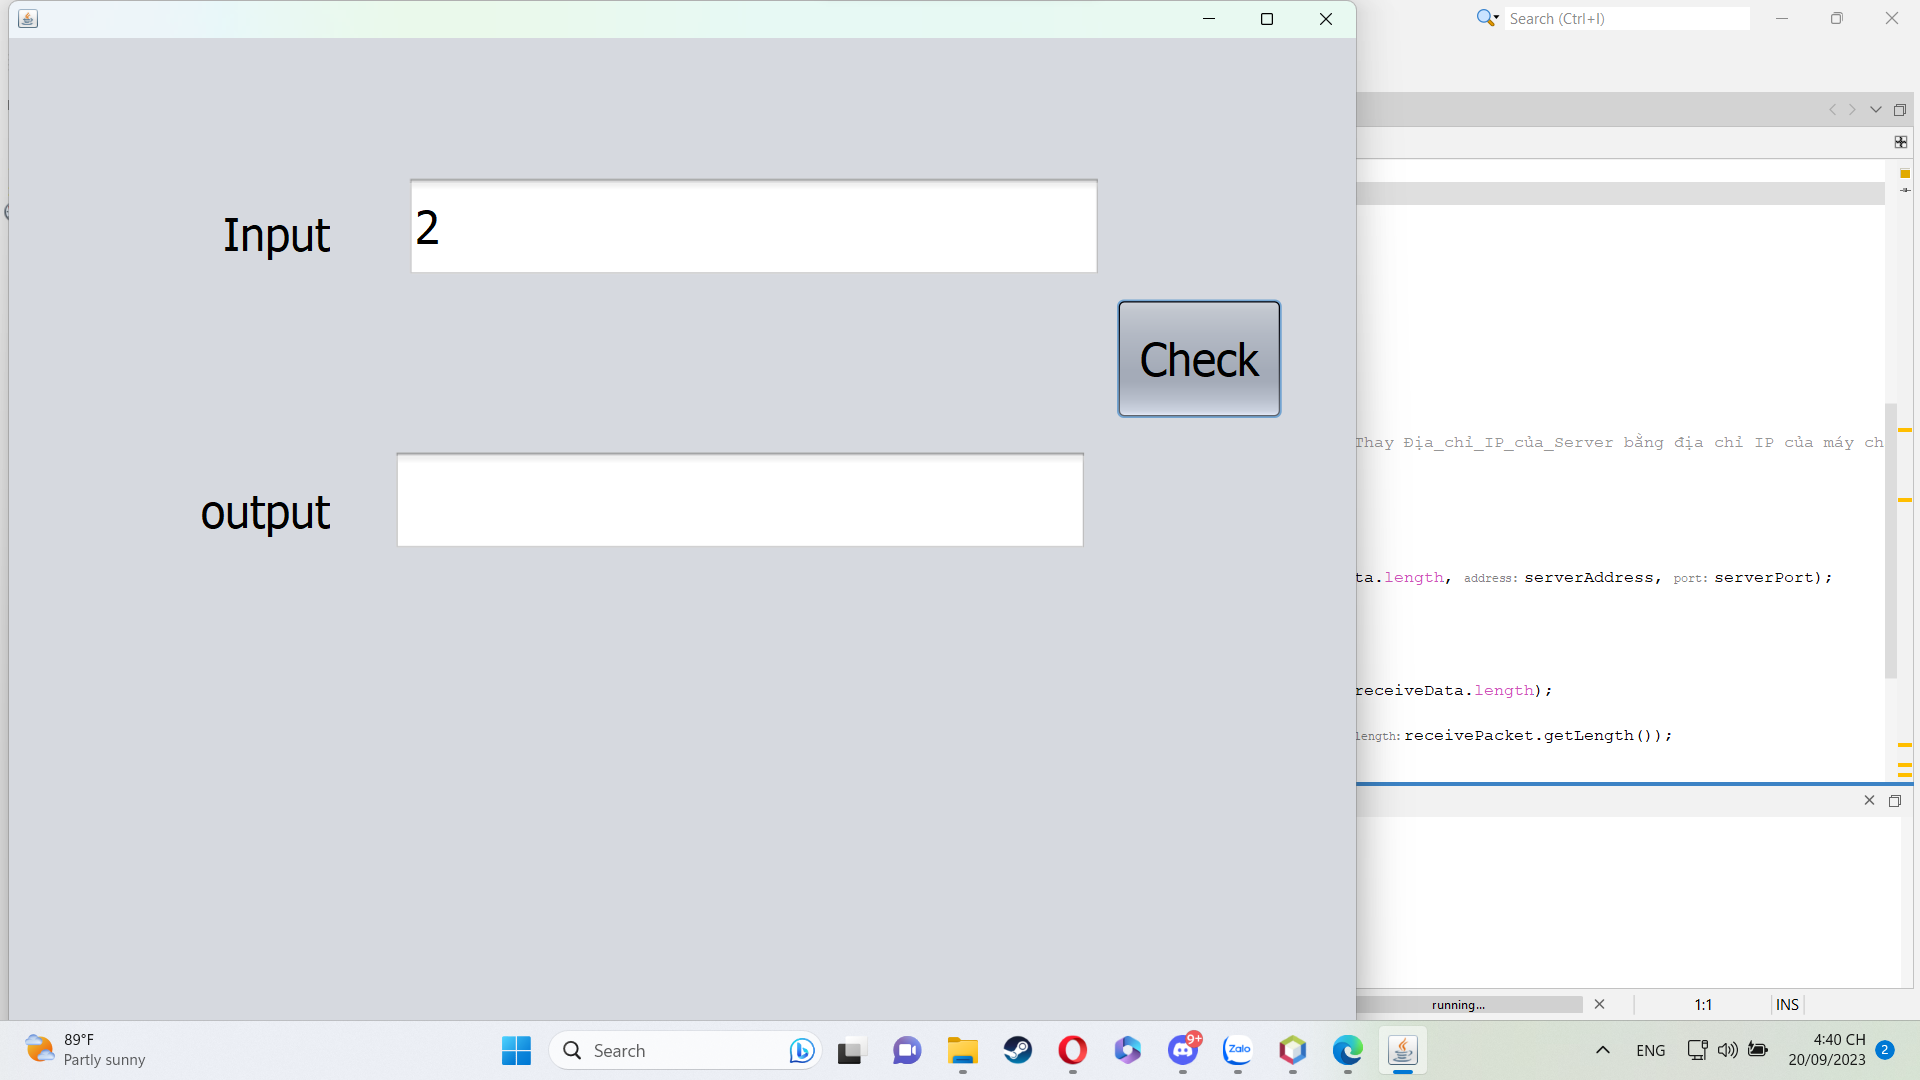 Search (Ctrl+I)
Input
2
Check
output
Thay Địa_chỉ_IP_của_Server bằng địa chỉ IP của máy ch
ta.length, address: serverAddress, port: serverPort);
receiveData.length);
length: receivePacket.getLength());
running...
1:1
INS
89°F
Partly sunny
Search
9+
Zalo
ENG
4:40 CH
20/09/2023
2